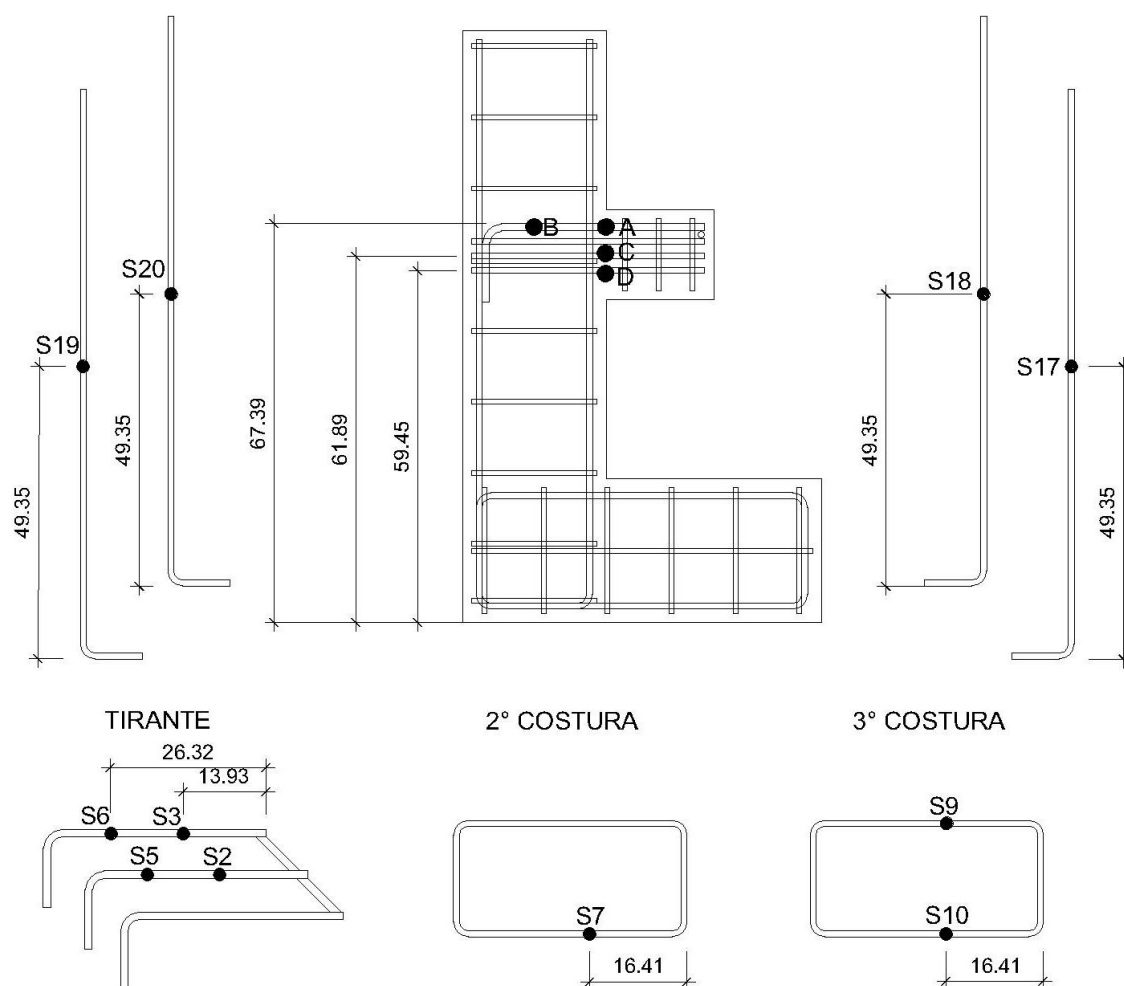 S20
S19
49.35
49.35
B
A
C
D
67.39
61.89
59.45
S18
S17
49.35
49.35
TIRANTE
2° COSTURA
3° COSTURA
26.32
13.93
S6
S3
S5
S2
S7
16.41
S9
S10
16.41